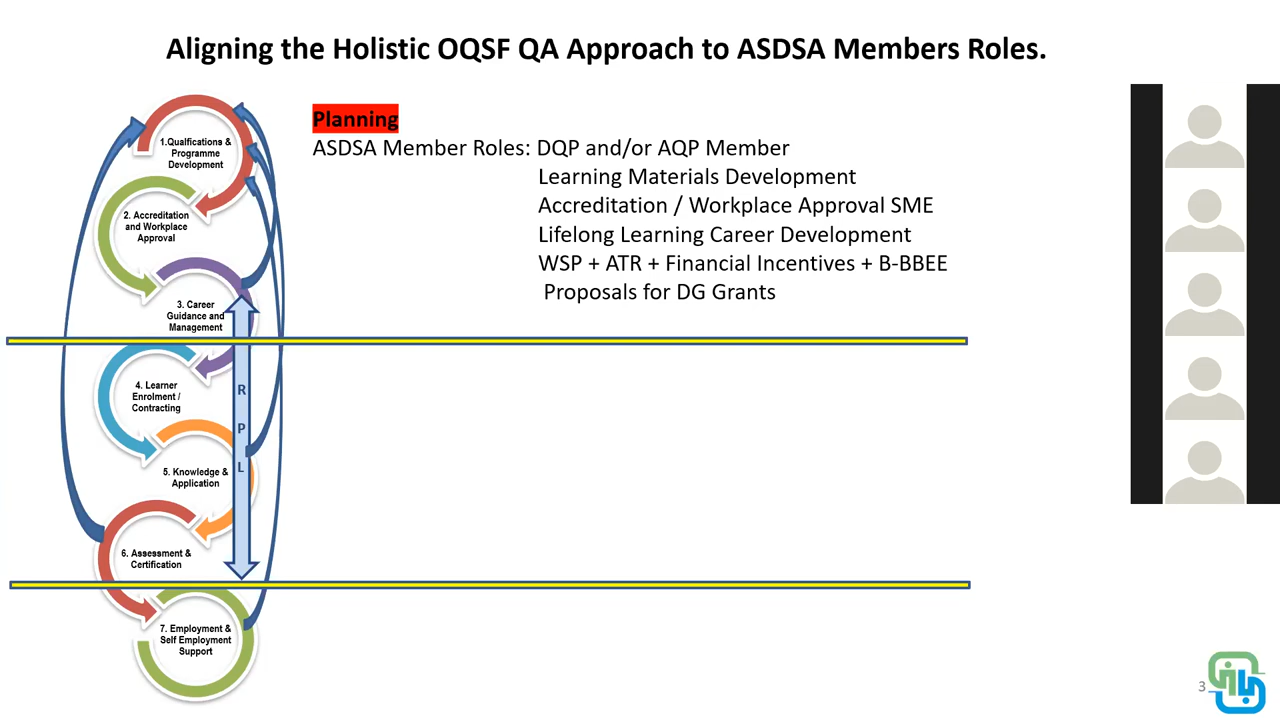 Aligning the Holistic OQSF QA Approach to ASDSA Members Roles.
Planning
ASDSA Member Roles: DQP and/or AQP Member
Learning Materials Development
Accreditation / Workplace Approval SME
Lifelong Learning Career Development
WSP + ATR + Financial Incentives + B-BBEE
Proposals for DG Grants
1.Qualfications &
Programme
Development
2. Accreditation
and Workplace
Approval
3. Career
Guidance and
Management
4. Learner
Enrolment /
Contracting
5. Knowledge &
Application
6. Assessment &
Certification
7. Employment &
Self Employment
Support
R
P
L
3